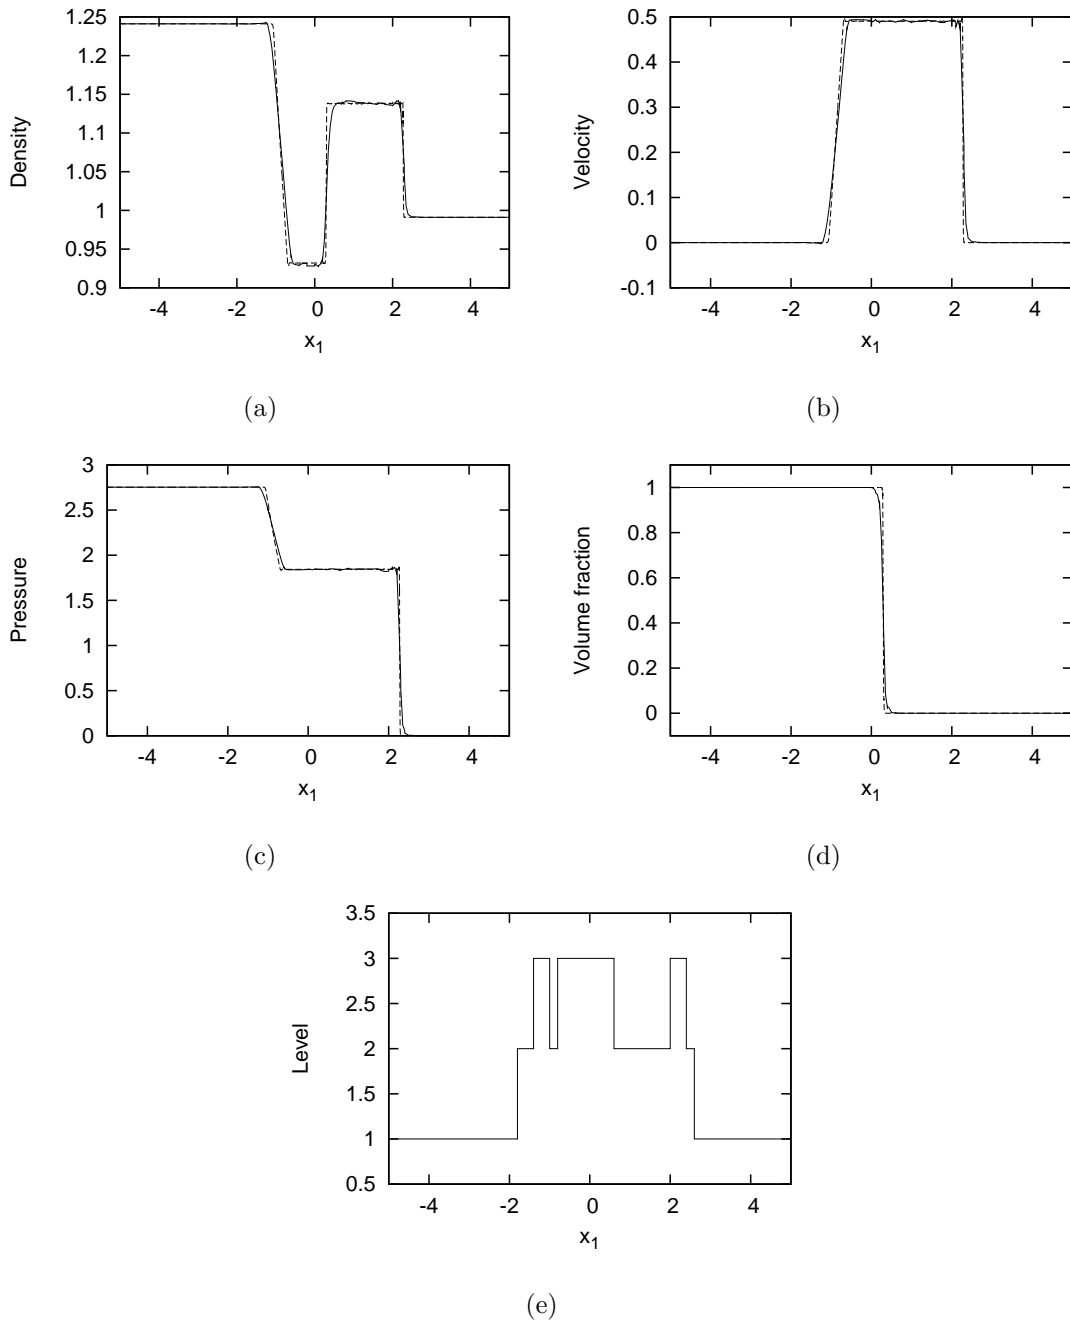 1.25
1.2
1.15
1.1
1.05
1
0.95
0.9
Density
-4 -2 0 2 4
x1
(a)
0.5
0.4
0.3
0.2
0.1
0
-0.1
Velocity
-4 -2 0 2 4
x1
(b)
3
2.5
2
1.5
1
0.5
0
Pressure
-4 -2 0 2 4
x1
(c)
1
0.8
0.6
0.4
0.2
0
Volume fraction
-4 -2 0 2 4
x1
(d)
3.5
3
2.5
2
1.5
1
0.5
Level
-4 -2 0 2 4
x1
(e)